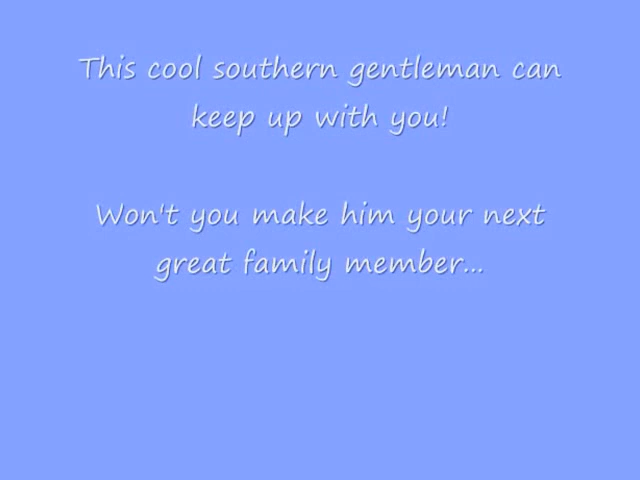 This cool southern gentleman can
keep up with you!
Won't you make him your next
great family member...